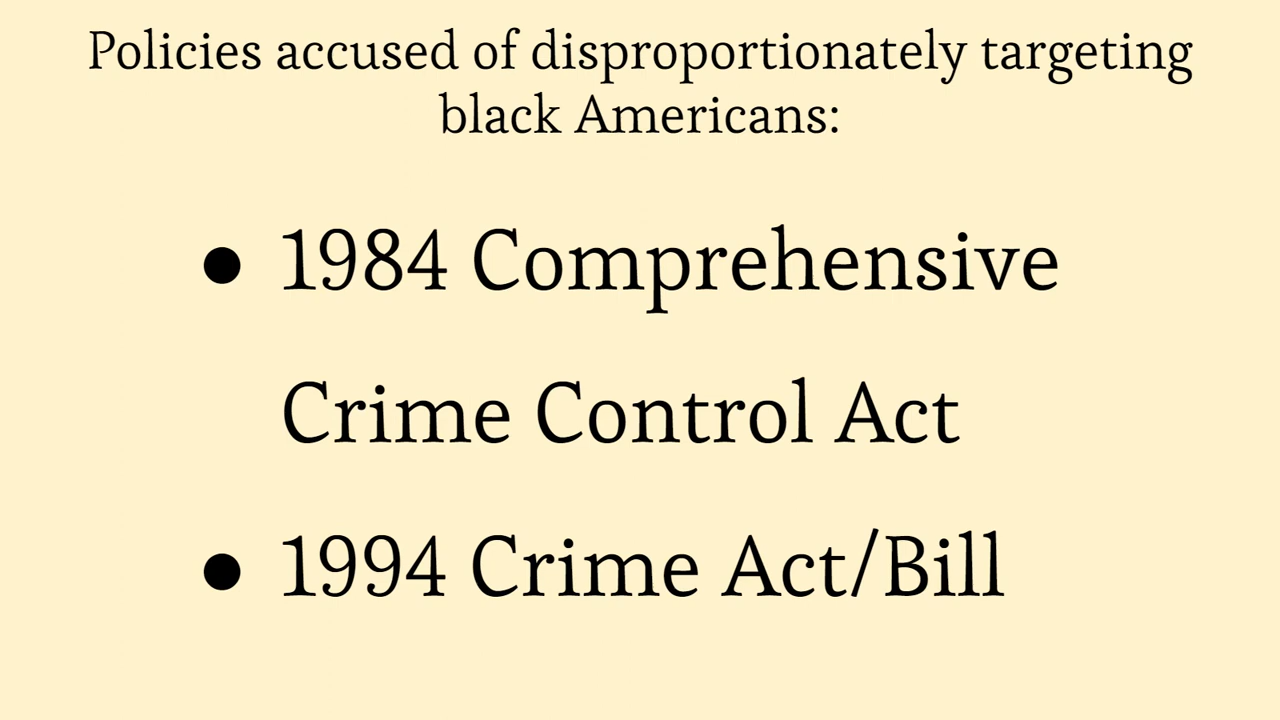 Policies accused of disproportionately targeting
black Americans:
● 1984 Comprehensive
Crime Control Act
● 1994 Crime Act/Bill